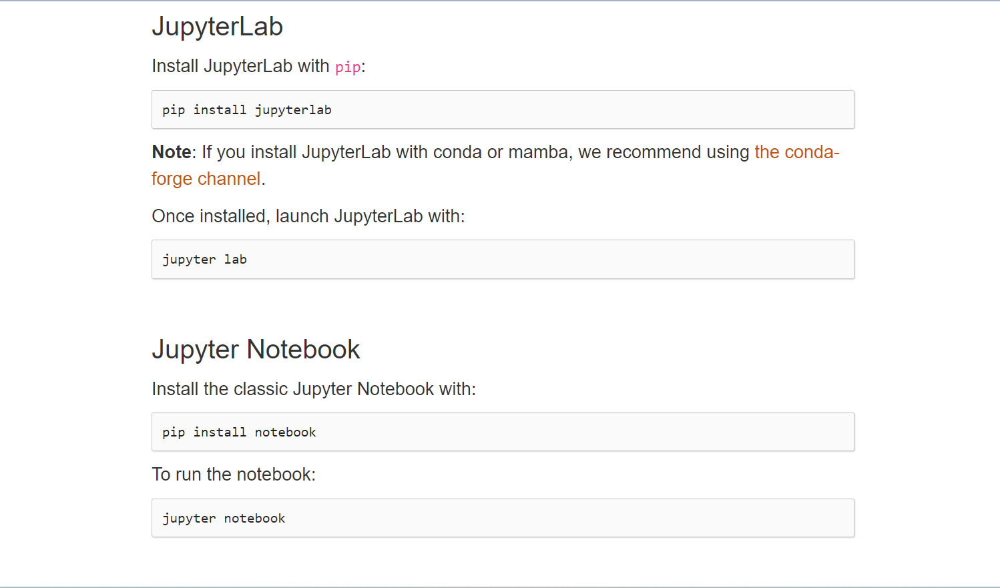 JupyterLab
Install JupyterLab with pip:
pip install jupyterlab
Note: If you install JupyterLab with conda or mamba, we recommend using the conda-
forge channel.
Once installed, launch JupyterLab with:
jupyter lab
Jupyter Notebook
Install the classic Jupyter Notebook with:
pip install notebook
To run the notebook:
jupyter notebook